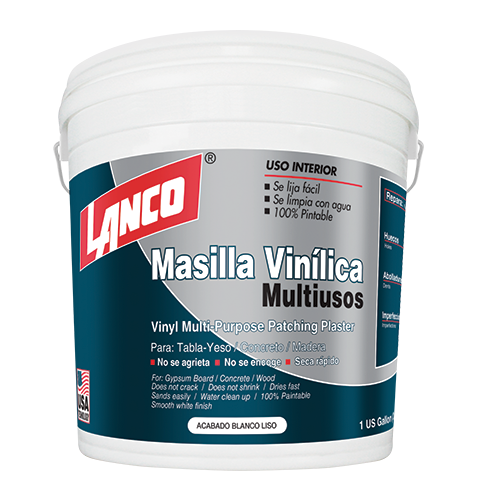 LANCO®
USO INTERIOR
Se lija fácil
Se limpia con agua
100% Pintable
Masilla Vinílica
Multiusos
Vinyl Multi-Purpose Patching Plaster
Para: Tabla-Yeso / Concreto / Madera
No se agrieta • No se encoge • Seca rápido
For: Gypsum Board / Concrete / Wood
Does not crack / Does not shrink / Dries fast
Sands easily / Water clean up / 100% Paintable
Smooth white finish
ACABADO BLANCO LISO
USA
Repara:
Huecos
Holes
Dents
1 US Gallon